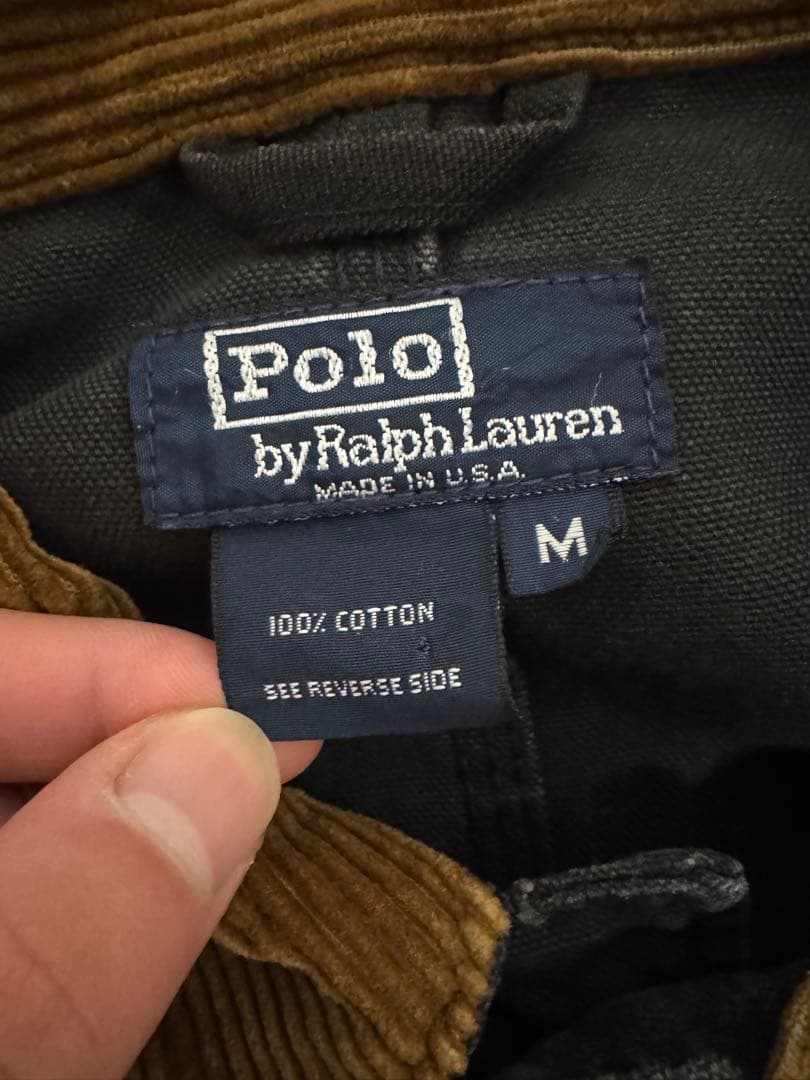 Polo
by Ralph Lauren
MADE IN U.S.A.
M
100% COTTON
SEE REVERSE SIDE